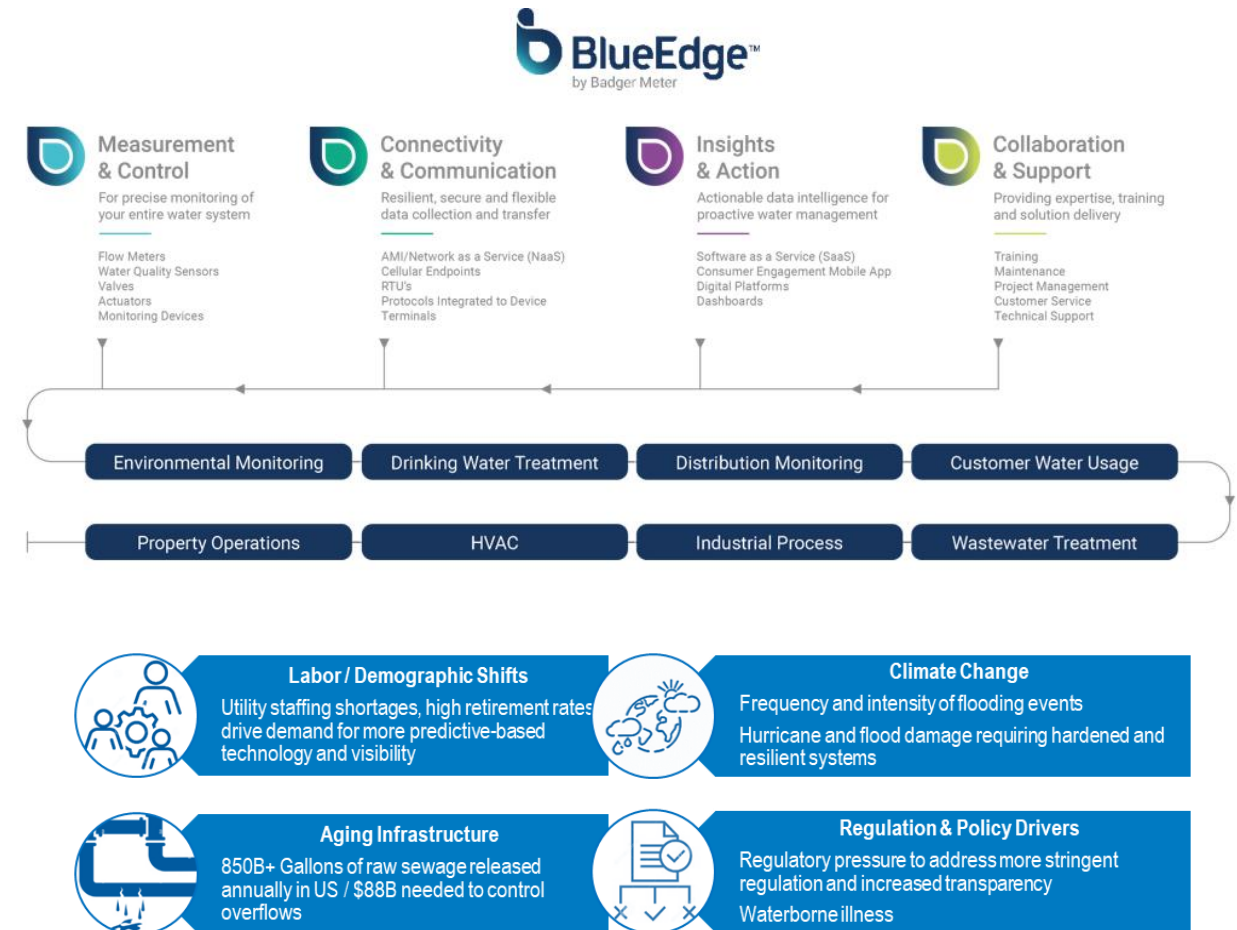 BlueEdge™
by Badger Meter
Measurement
& Control
For precise monitoring of
your entire water system
Flow Meters
Water Quality Sensors
Valves
Actuators
Monitoring Devices
Connectivity
& Communication
Resilient, secure and flexible
data collection and transfer
AMI/Network as a Service (NaaS)
Cellular Endpoints
RTU's
Protocols Integrated to Device
Terminals
Insights
& Action
Actionable data intelligence for
proactive water management
Software as a Service (SaaS)
Consumer Engagement Mobile App
Digital Platforms
Dashboards
Collaboration
& Support
Providing expertise, training
and solution delivery
Training
Maintenance
Project Management
Customer Service
Technical Support
Environmental Monitoring
Drinking Water Treatment
Distribution Monitoring
Customer Water Usage
Property Operations
HVAC
Industrial Process
Wastewater Treatment
Labor / Demographic Shifts
Utility staffing shortages, high retirement rates
drive demand for more predictive-based
technology and visibility
Climate Change
Frequency and intensity of flooding events
Hurricane and flood damage requiring hardened and
resilient systems
Aging Infrastructure
850B+ Gallons of raw sewage released
annually in US / $88B needed to control
overflows
Regulation & Policy Drivers
Regulatory pressure to address more stringent
regulation and increased transparency
Waterborne illness